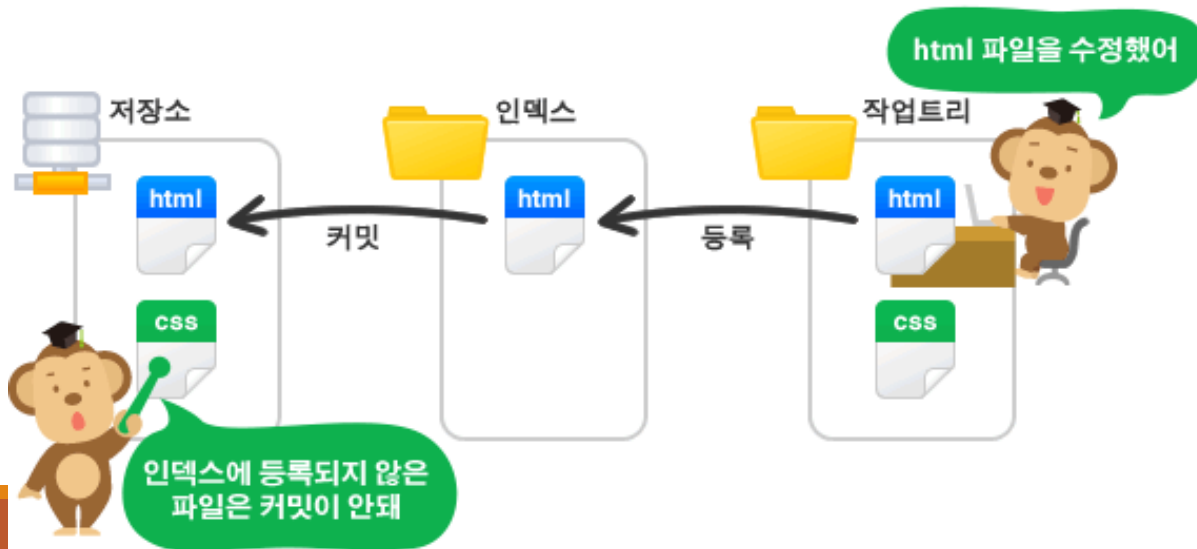 html 파일을 수정했어
저장소
인덱스
작업트리
html
html
html
커밋
등록
css
css
인덱스에 등록되지 않은
파일은 커밋이 안돼